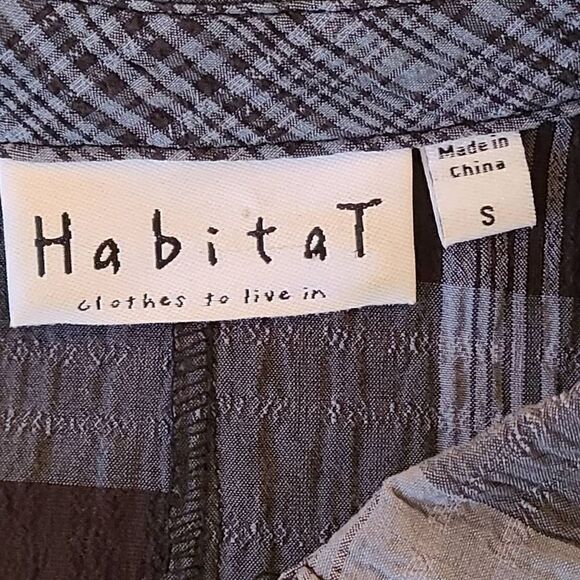 HabitaT
clothes to live in
Made in
China
S